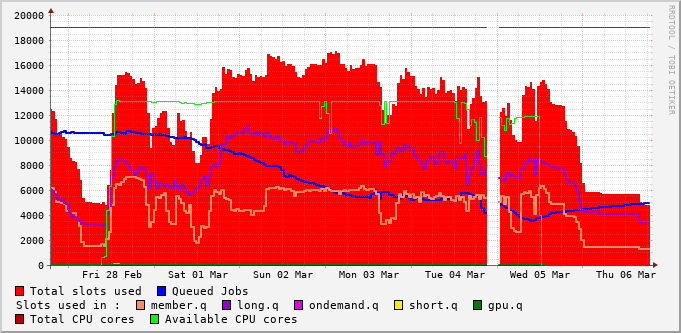 20000
18000
16000
14000
12000
10000
8000
6000
4000
2000
0
Fri 28 Feb Sat 01 Mar Sun 02 Mar Mon 03 Mar Tue 04 Mar Wed 05 Mar Thu 06 Mar
Total slots used Queued Jobs
Slots used in : member.q long.q ondemand.q short.q gpu.q
Total CPU cores Available CPU cores
RRDTOOL / TOBI OETIKER